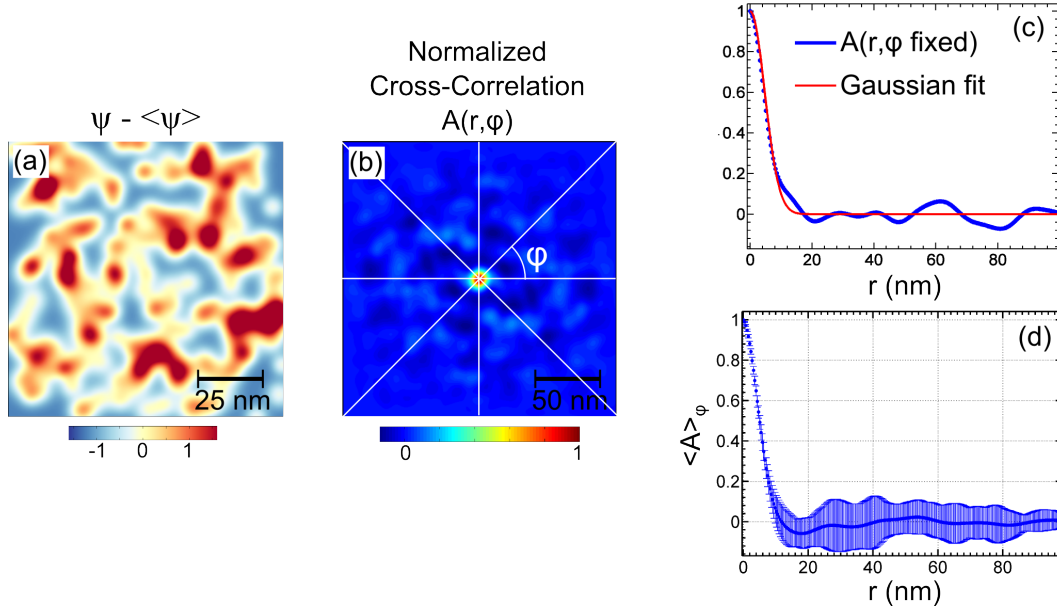 ψ - <ψ>
(a)
25 nm
-1 0 1
Normalized
Cross-Correlation
A(r,φ)
(b)
φ
50 nm
0 1
(c)
A(r,φ fixed)
Gaussian fit
1
0.8
0.6
0.4
0.2
0
0 20 40 60 80
r (nm)
(d)
<A>φ
1
0.8
0.6
0.4
0.2
0
0 20 40 60 80
r (nm)